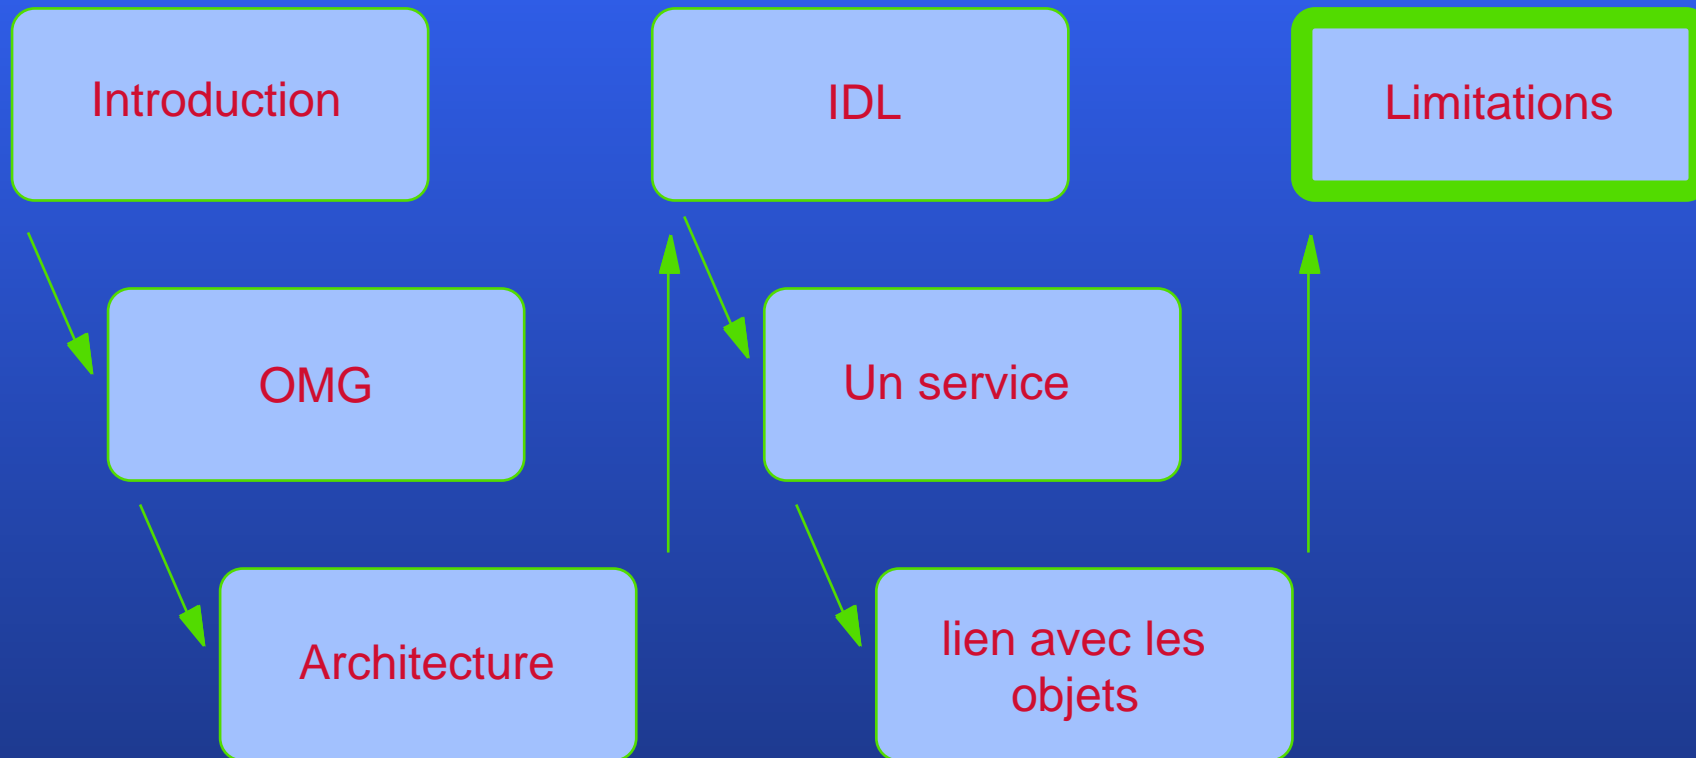 Introduction
OMG
Architecture
IDL
Un service
lien avec les
objets
Limitations